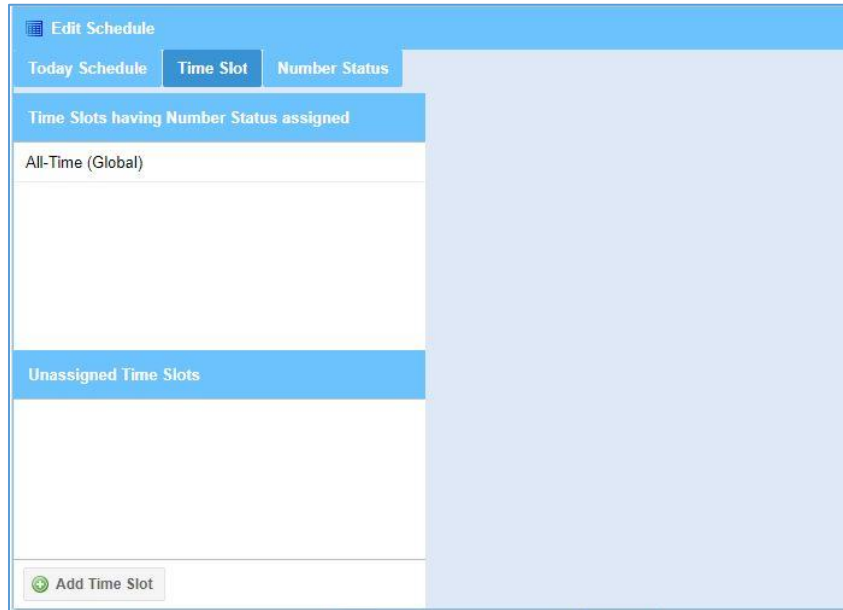 Edit Schedule
Today Schedule Time Slot Number Status
Time Slots having Number Status assigned
All-Time (Global)
Unassigned Time Slots
Add Time Slot